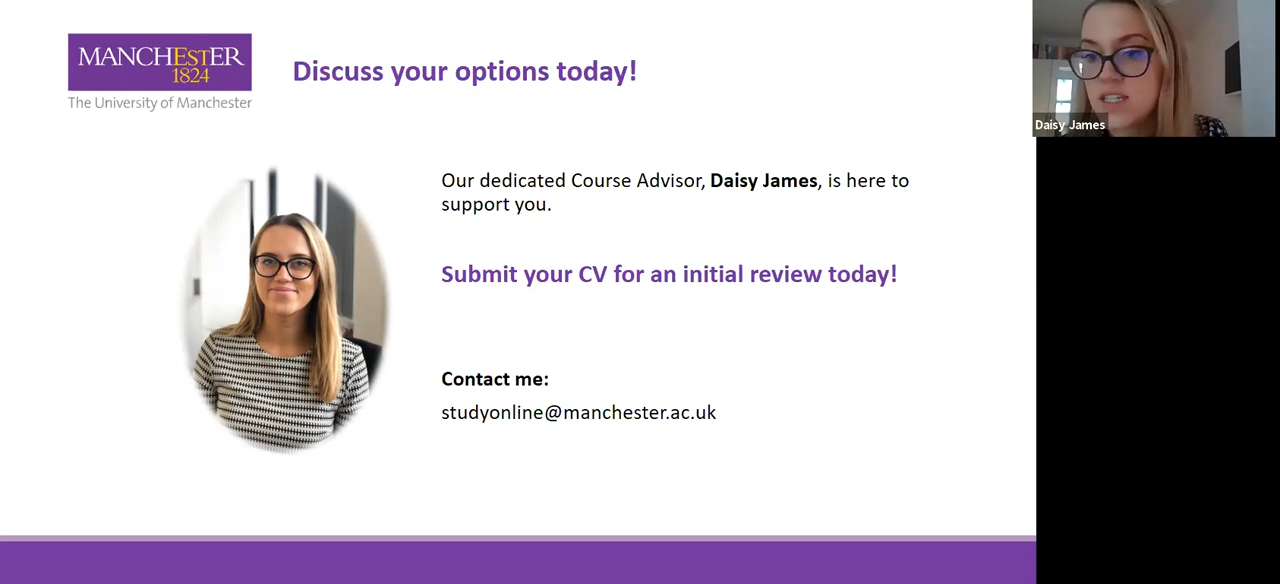 MANCHESTER
1824
The University of Manchester
Discuss your options today!
Daisy James
Our dedicated Course Advisor, Daisy James, is here to
support you.
Submit your CV for an initial review today!
Contact me:
studyonline@manchester.ac.uk